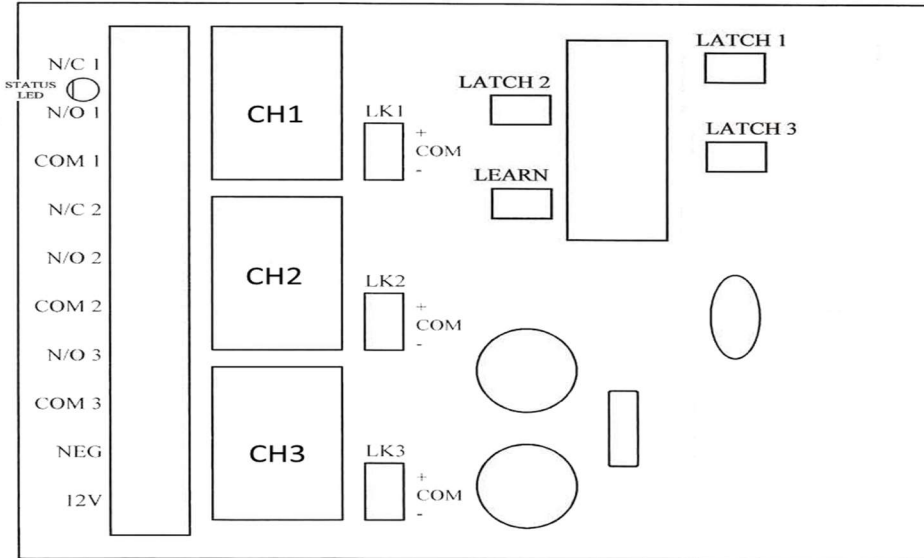 N/C 1
STATUS
LED
N/O 1
COM 1
N/C 2
N/O 2
COM 2
N/O 3
COM 3
NEG
12V
CH1
CH2
CH3
LK1
+
COM
-
LK2
+
COM
-
LK3
+
COM
-
LATCH 2
LEARN
LATCH 1
LATCH 3